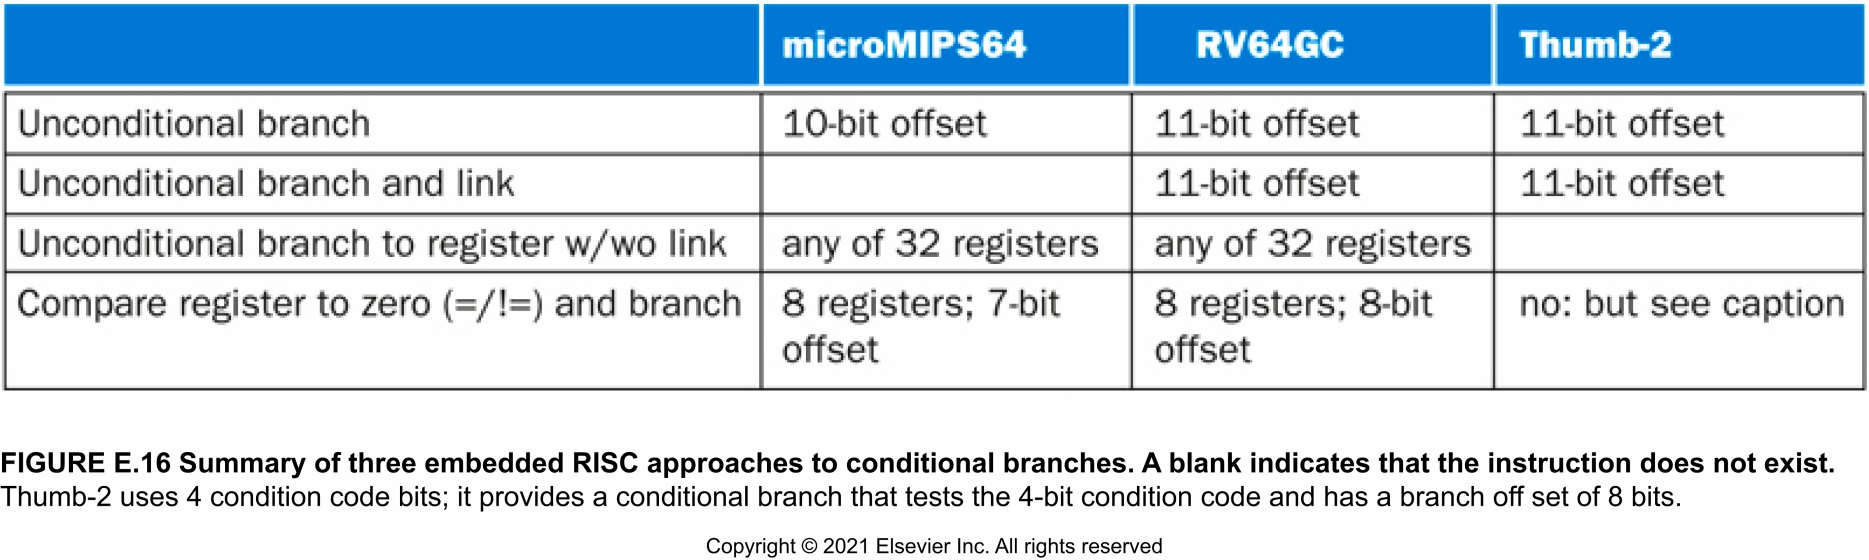 microMIPS64 RV64GC Thumb-2
Unconditional branch 10-bit offset 11-bit offset 11-bit offset
Unconditional branch and link 11-bit offset 11-bit offset
Unconditional branch to register w/wo link any of 32 registers any of 32 registers
Compare register to zero (=/!=) and branch 8 registers; 7-bit 8 registers; 8-bit no: but see caption
offset offset
FIGURE E.16 Summary of three embedded RISC approaches to conditional branches. A blank indicates that the instruction does not exist.
Thumb-2 uses 4 condition code bits; it provides a conditional branch that tests the 4-bit condition code and has a branch off set of 8 bits.
Copyright © 2021 Elsevier Inc. All rights reserved